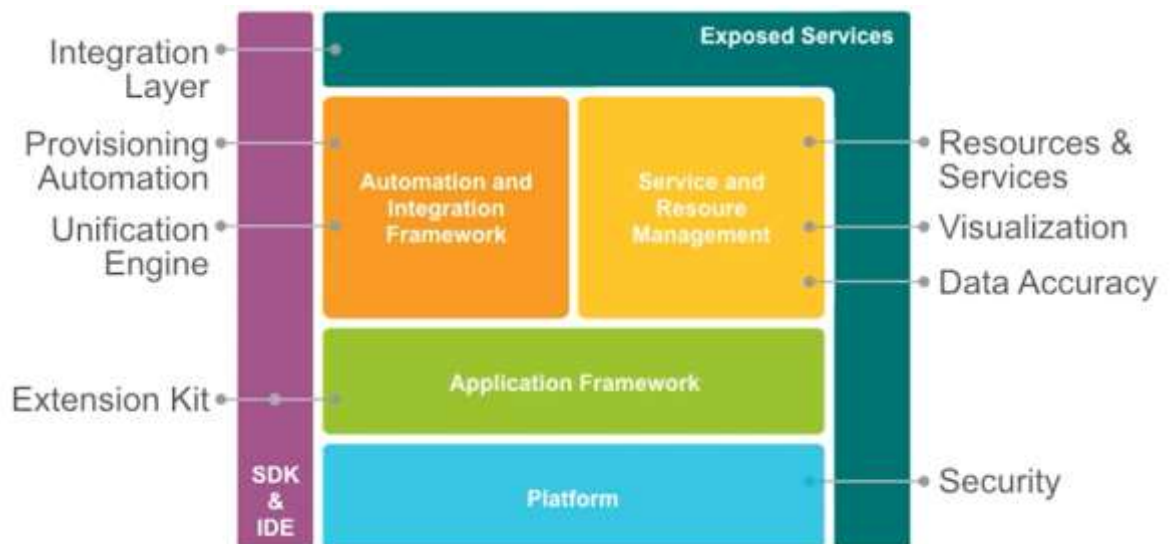 Exposed Services
Integration
Layer
Provisioning
Automation
Unification
Engine
Extension Kit
Automation and
Integration
Framework
Service and
Resoure
Management
Resources &
Services
Visualization
Data Accuracy
Application Framework
SDK
&
IDE
Platform
Security